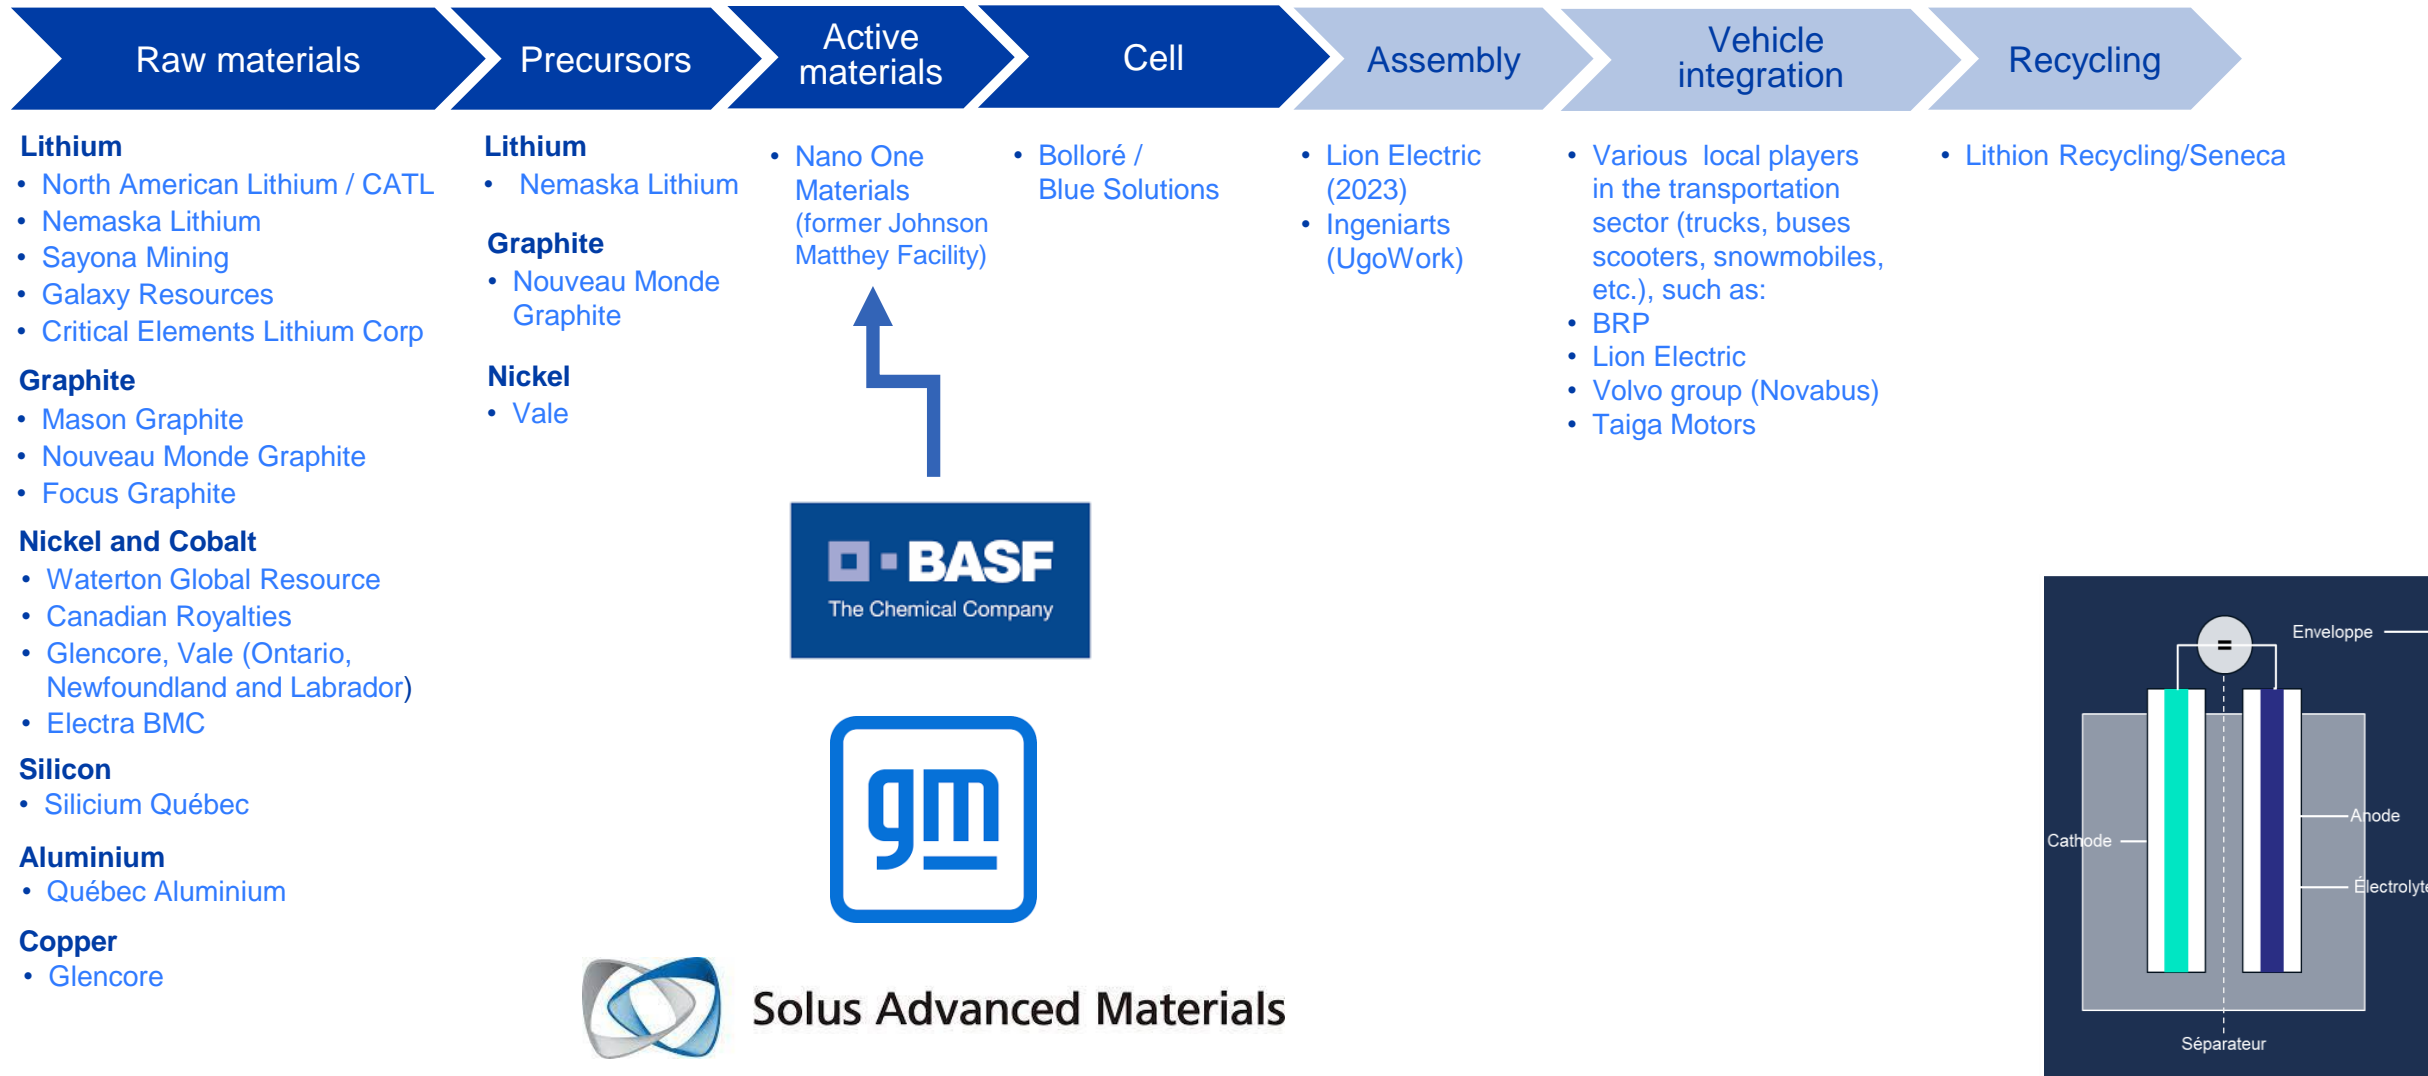 Raw materials
Precursors
Active
materials
Cell
Assembly
Vehicle
integration
Recycling
Lithium
• North American Lithium / CATL
• Nemaska Lithium
• Sayona Mining
• Galaxy Resources
• Critical Elements Lithium Corp
Graphite
• Mason Graphite
• Nouveau Monde Graphite
• Focus Graphite
Nickel and Cobalt
• Waterton Global Resource
• Canadian Royalties
• Glencore, Vale (Ontario,
Newfoundland and Labrador)
• Electra BMC
Silicon
• Silicium Québec
Aluminium
• Québec Aluminium
Copper
• Glencore
Lithium
• Nemaska Lithium
Graphite
• Nouveau Monde
Graphite
Nickel
• Vale
• Nano One
Materials
(former Johnson
Matthey Facility)
BASF
The Chemical Company
gm
Solus Advanced Materials
• Bolloré /
Blue Solutions
• Lion Electric
(2023)
• Ingeniarts
(UgoWork)
• Various local players
in the transportation
sector (trucks, buses
scooters, snowmobiles,
etc.), such as:
• BRP
• Lion Electric
• Volvo group (Novabus)
• Taiga Motors
• Lithion Recycling/Seneca
=
Enveloppe
Anode
Cathode
Électrolyte
Séparateur